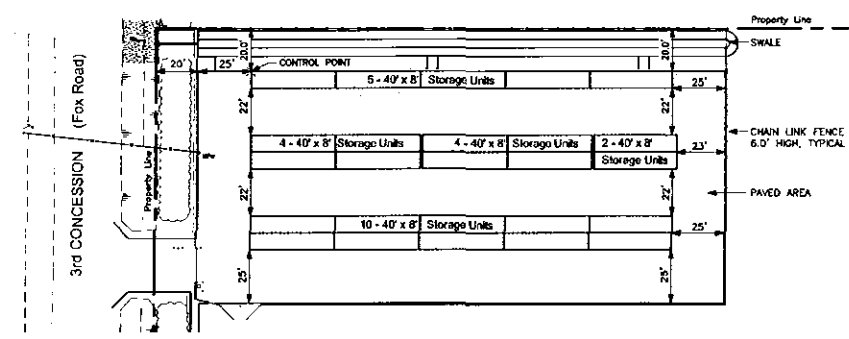 Property Line
SWALE
20.0'
20.0'
20'
25'
CONTROL POINT
5 - 40' x 8' Storage Units
25'
22'
22'
CHAIN LINK FENCE
6.0' HIGH, TYPICAL
4 - 40' x 8' Storage Units
4 - 40' x 8' Storage Units
2 - 40' x 8'
Storage Units
23'
3rd CONCESSION (Fox Road)
Property Line
PAVED AREA
22'
22'
10 - 40' x 8' Storage Units
25'
25'
25'